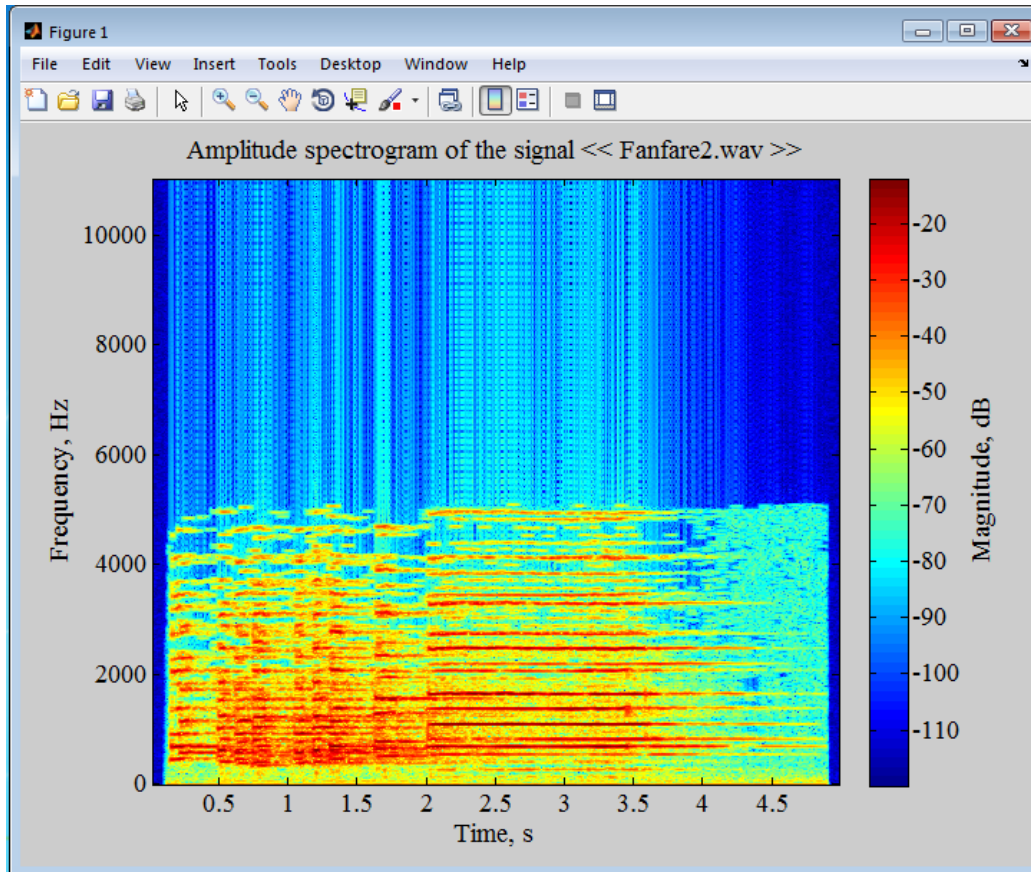 Figure 1
File Edit View Insert Tools Desktop Window Help
Amplitude spectrogram of the signal << Fanfare2.wav >>
10000
8000
6000
4000
2000
0
Frequency, Hz
0.5 1 1.5 2 2.5 3 3.5 4 4.5
Time, s
-20
-30
-40
-50
-60
-70
-80
-90
-100
-110
Magnitude, dB